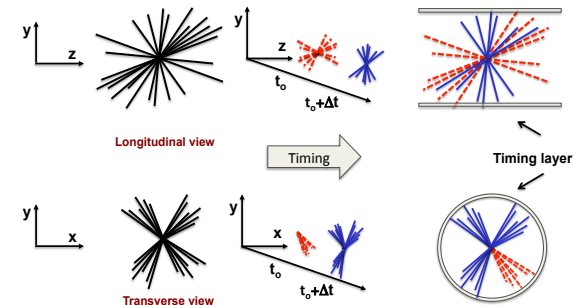 y
z
y
z
t₀
t₀+Δt
Longitudinal view
Timing
Timing layer
y
x
y
x
t₀
t₀+Δt
Transverse view